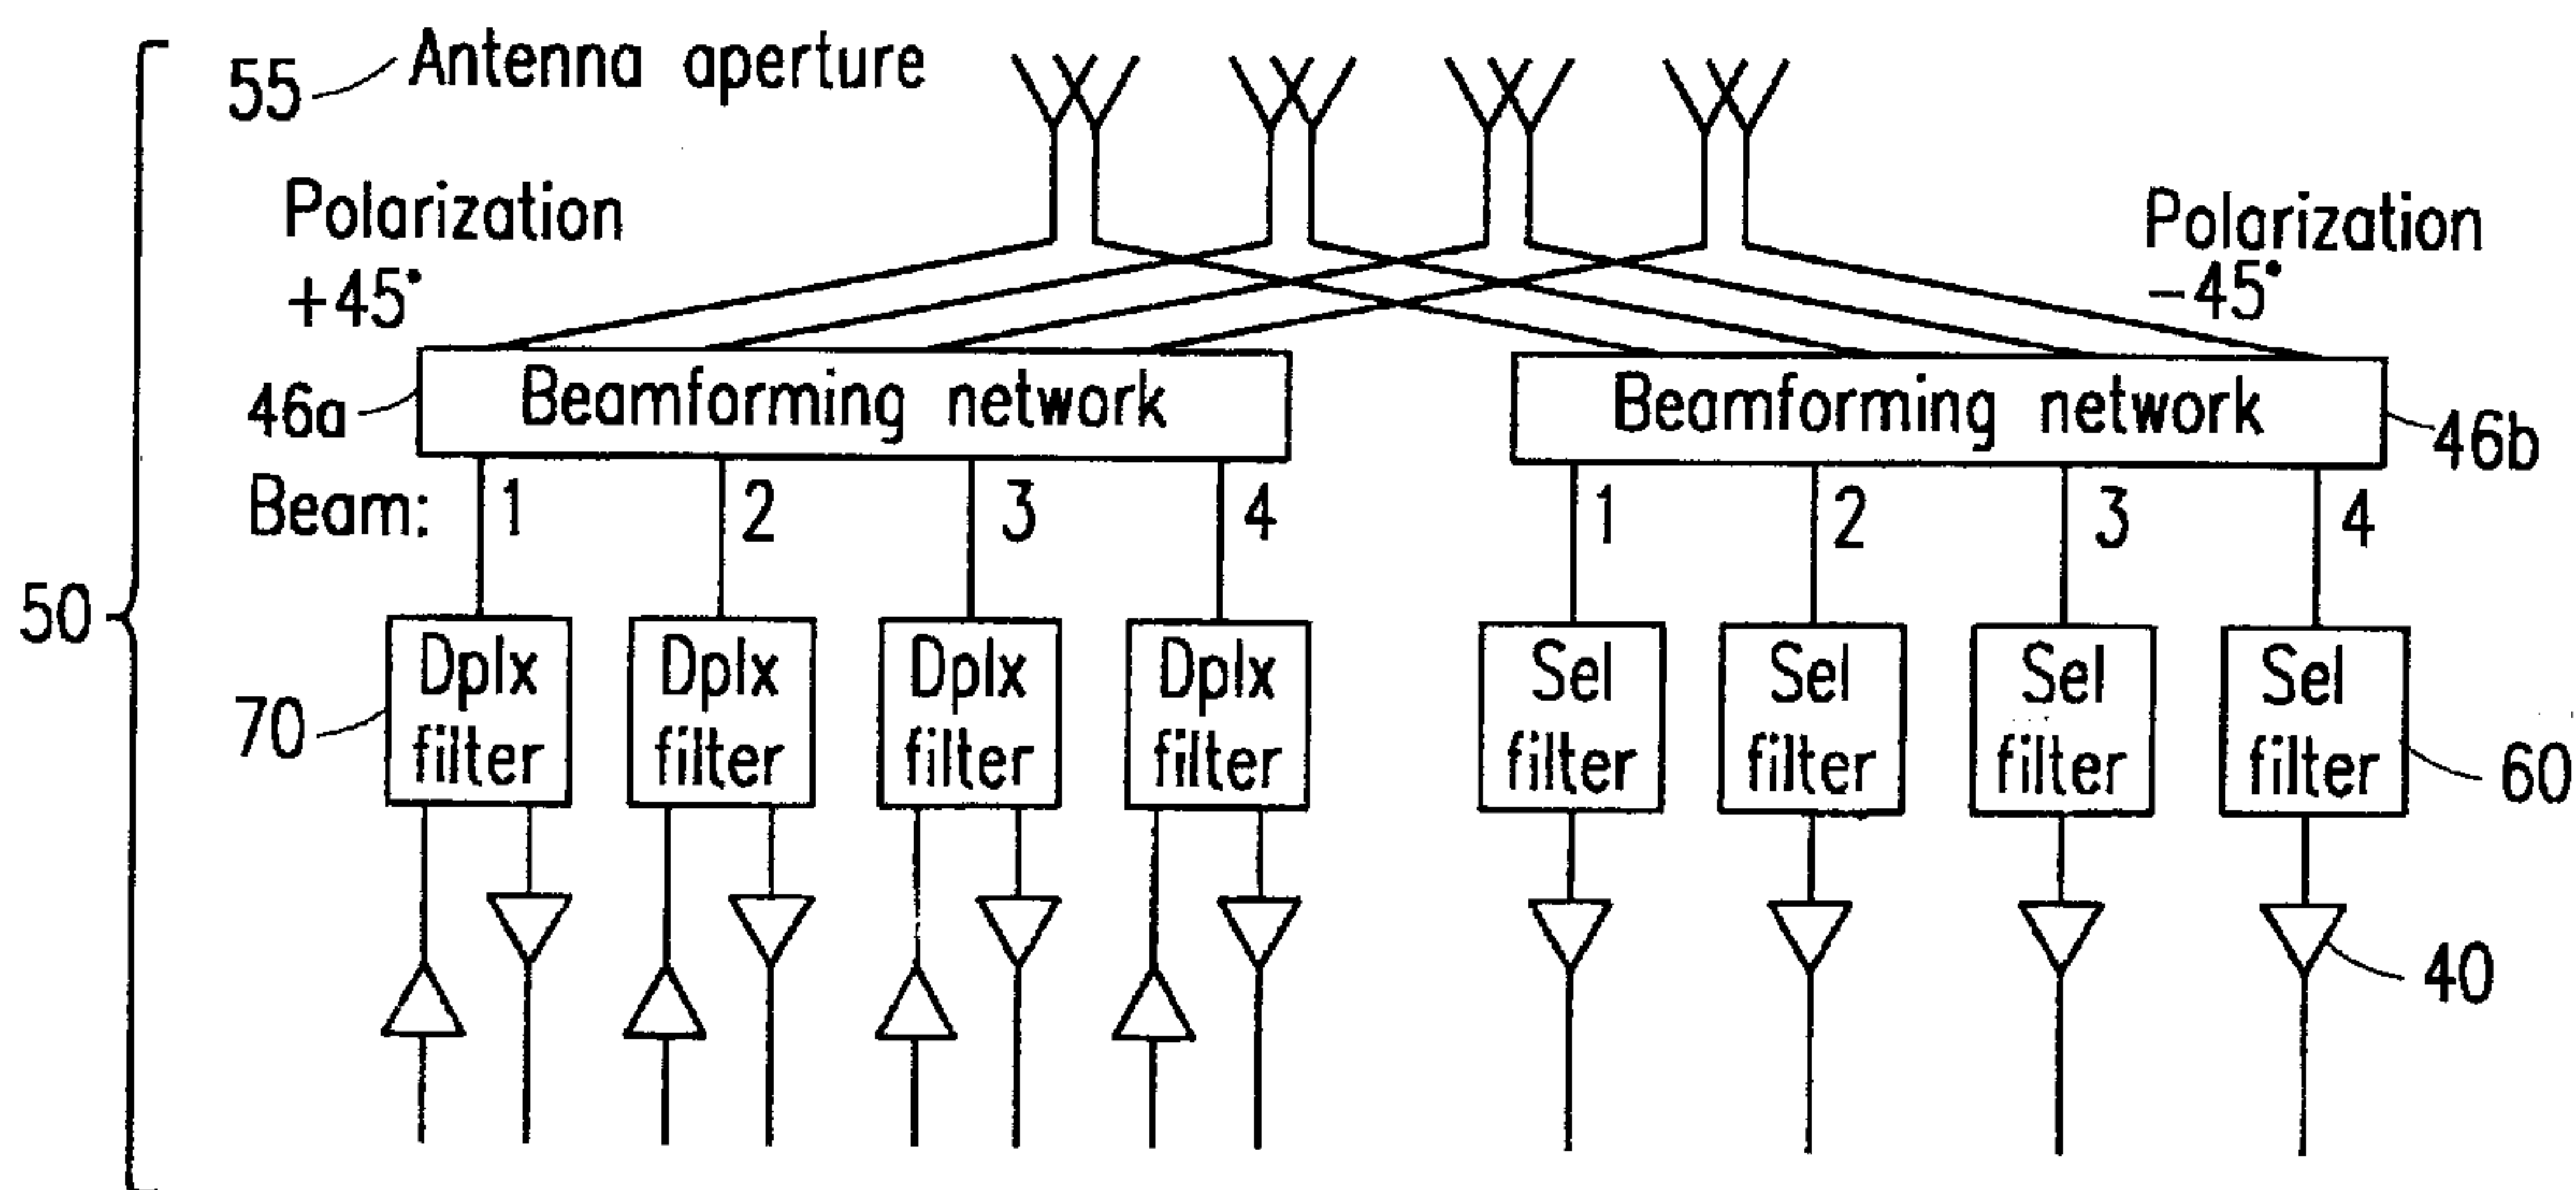 55 Antenna aperture
Polarization
+45°
Polarization
-45°
46a Beamforming network
Beamforming network 46b
Beam: 1 2 3 4 1 2 3 4
50
70
Dplx filter
Dplx filter
Dplx filter
Dplx filter
Sel filter
Sel filter
Sel filter
Sel filter
60
40